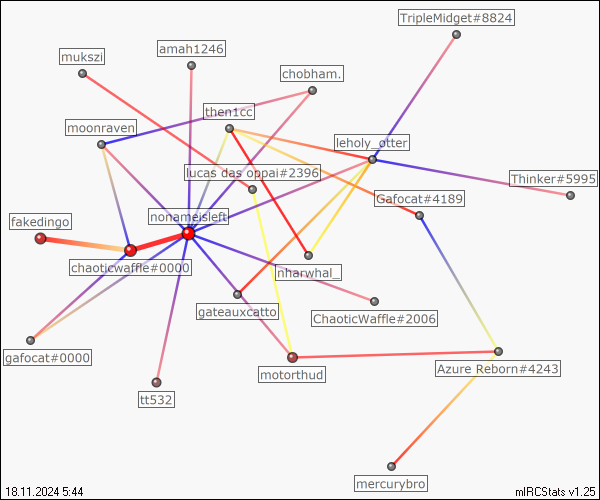 TripleMidget#8824
amah1246
mukszi
chobham.
then1cc
moonraven
leholy_otter
lucas das oppai#2396
Thinker#5995
Gafocat#4189
nonameisleft
fakedingo
chaoticwaffle#0000
nharwhal_
gateauxcatto
ChaoticWaffle#2006
gafocat#0000
motorthud
Azure Reborn#4243
tt532
mercurybro
18.11.2024 5:44
mIRCStats v1.25